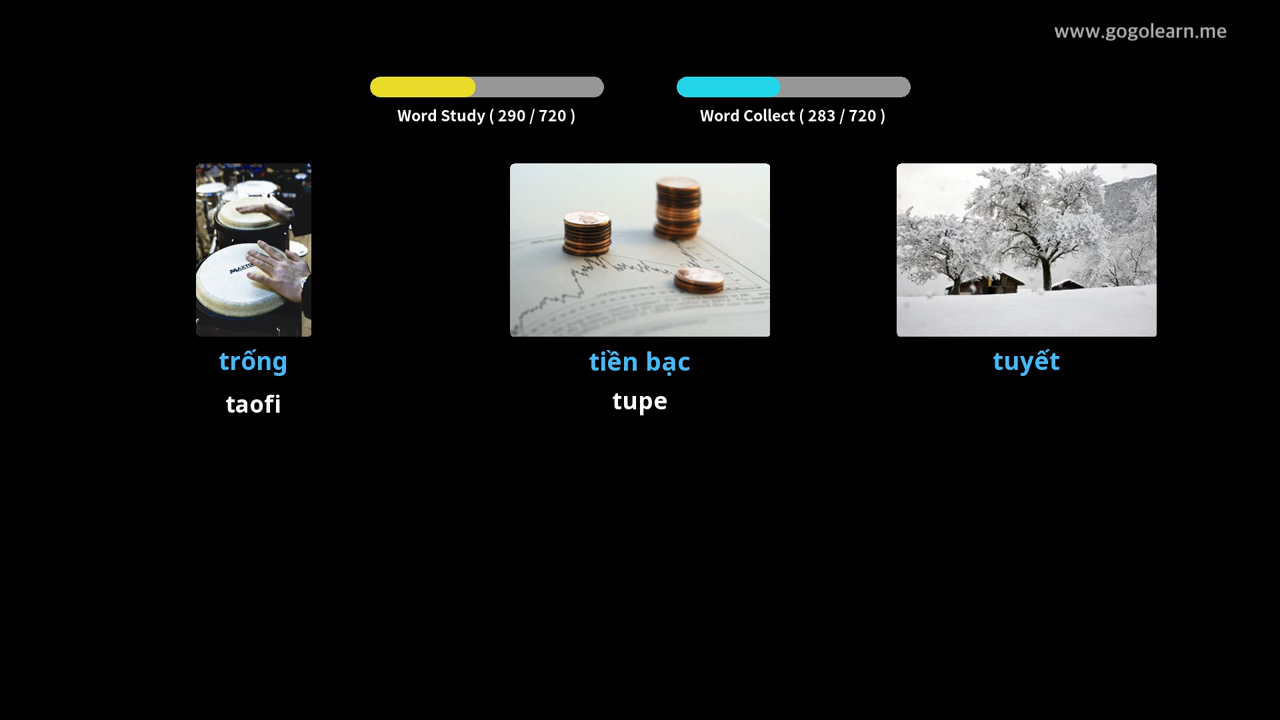 www.gogolearn.me
Word Study ( 290 / 720 )
Word Collect ( 283 / 720 )
trống
tiền bạc
tuyết
taofi
tupe